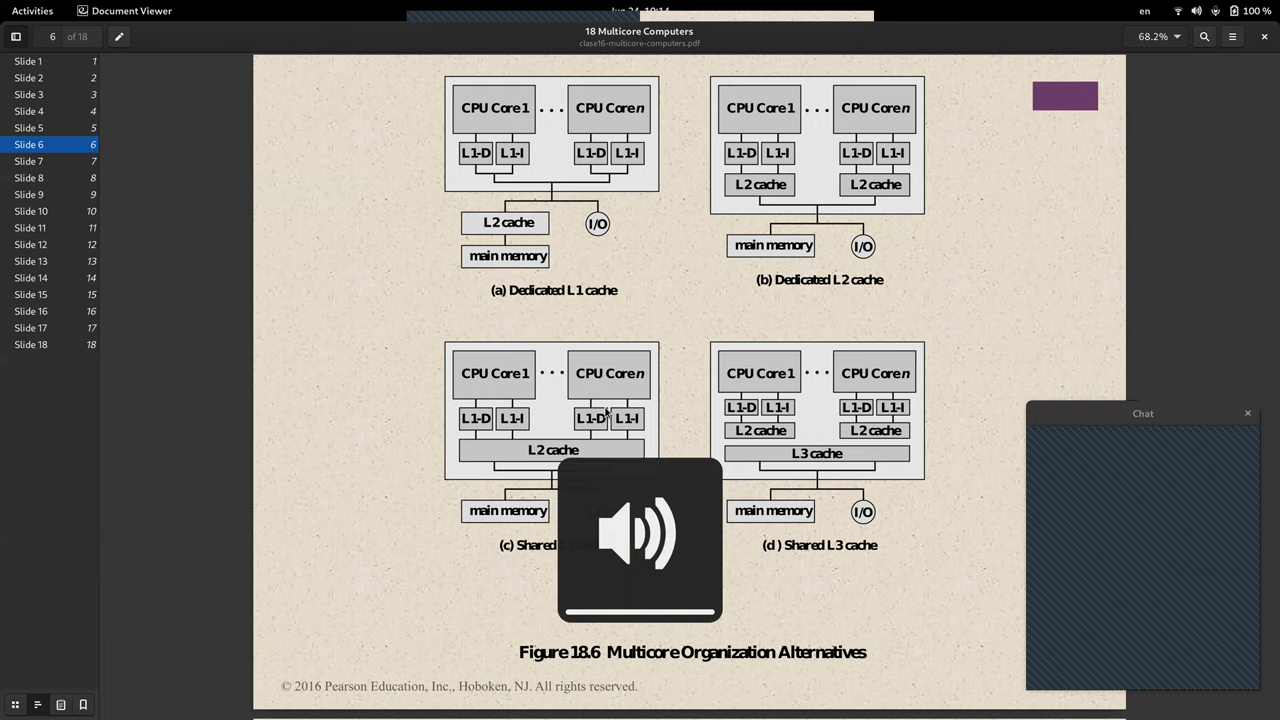 Activities Document Viewer en 100 %
6 of 18
18 Multicore Computers
clase16-multicore-computers.pdf
68.2%
Slide 1 1
Slide 2 2
Slide 3 3
Slide 4 4
Slide 5 5
Slide 6 6
Slide 7 7
Slide 8 8
Slide 9 9
Slide 10 10
Slide 11 11
Slide 12 12
Slide 13 13
Slide 14 14
Slide 15 15
Slide 16 16
Slide 17 17
Slide 18 18
CPU Core 1 ... CPU Core n
L1-D L1-I L1-D L1-I
L2 cache I/O
main memory
(a) Dedicated L1 cache
CPU Core 1 ... CPU Core n
L1-D L1-I L1-D L1-I
L2 cache L2 cache
main memory I/O
(b) Dedicated L2 cache
CPU Core 1 ... CPU Core n
L1-D L1-I L1-D L1-I
L2 cache
main memory
(c) Shared
CPU Core 1 ... CPU Core n
L1-D L1-I L1-D L1-I
L2 cache L2 cache
L3 cache
main memory I/O
(d ) Shared L3 cache
Figure 18.6 Multicore Organization Alternatives
© 2016 Pearson Education, Inc., Hoboken, NJ. All rights reserved.
Chat